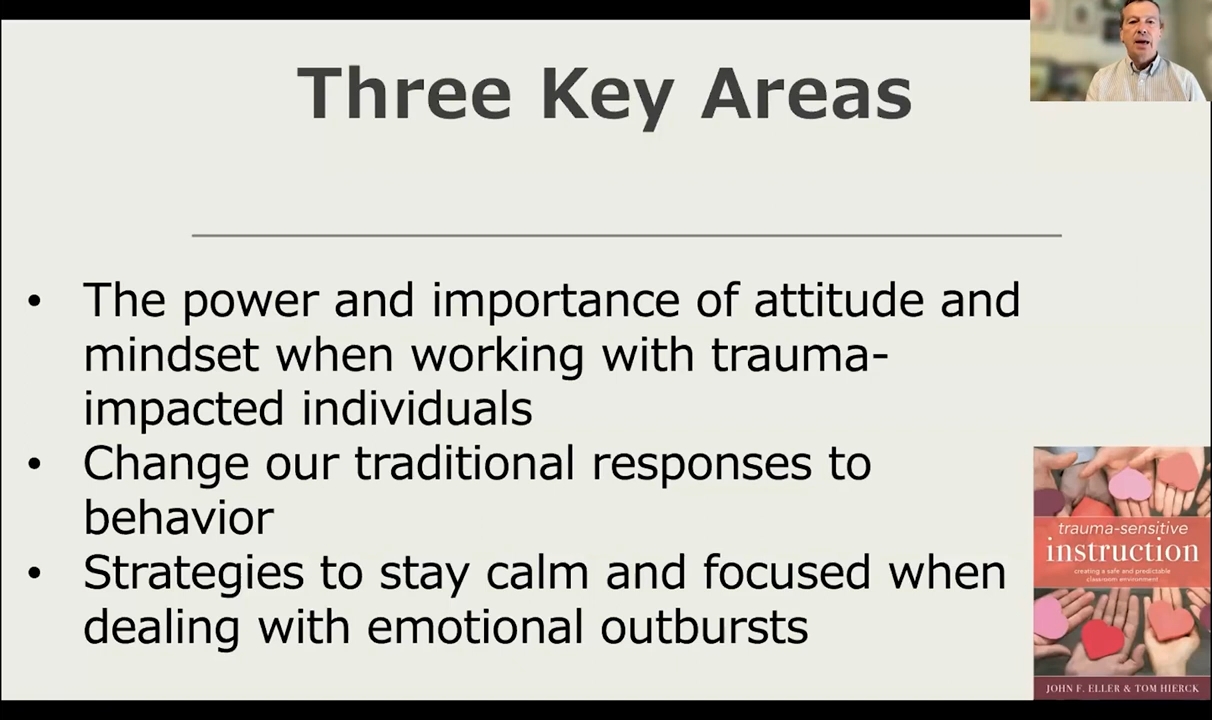 Three Key Areas
• The power and importance of attitude and
mindset when working with trauma-
impacted individuals
• Change our traditional responses to
behavior
• Strategies to stay calm and focused when
dealing with emotional outbursts
trauma-sensitive
instruction
creating a safe and predictable
classroom environment
JOHN F. ELLER & TOM HIERCK